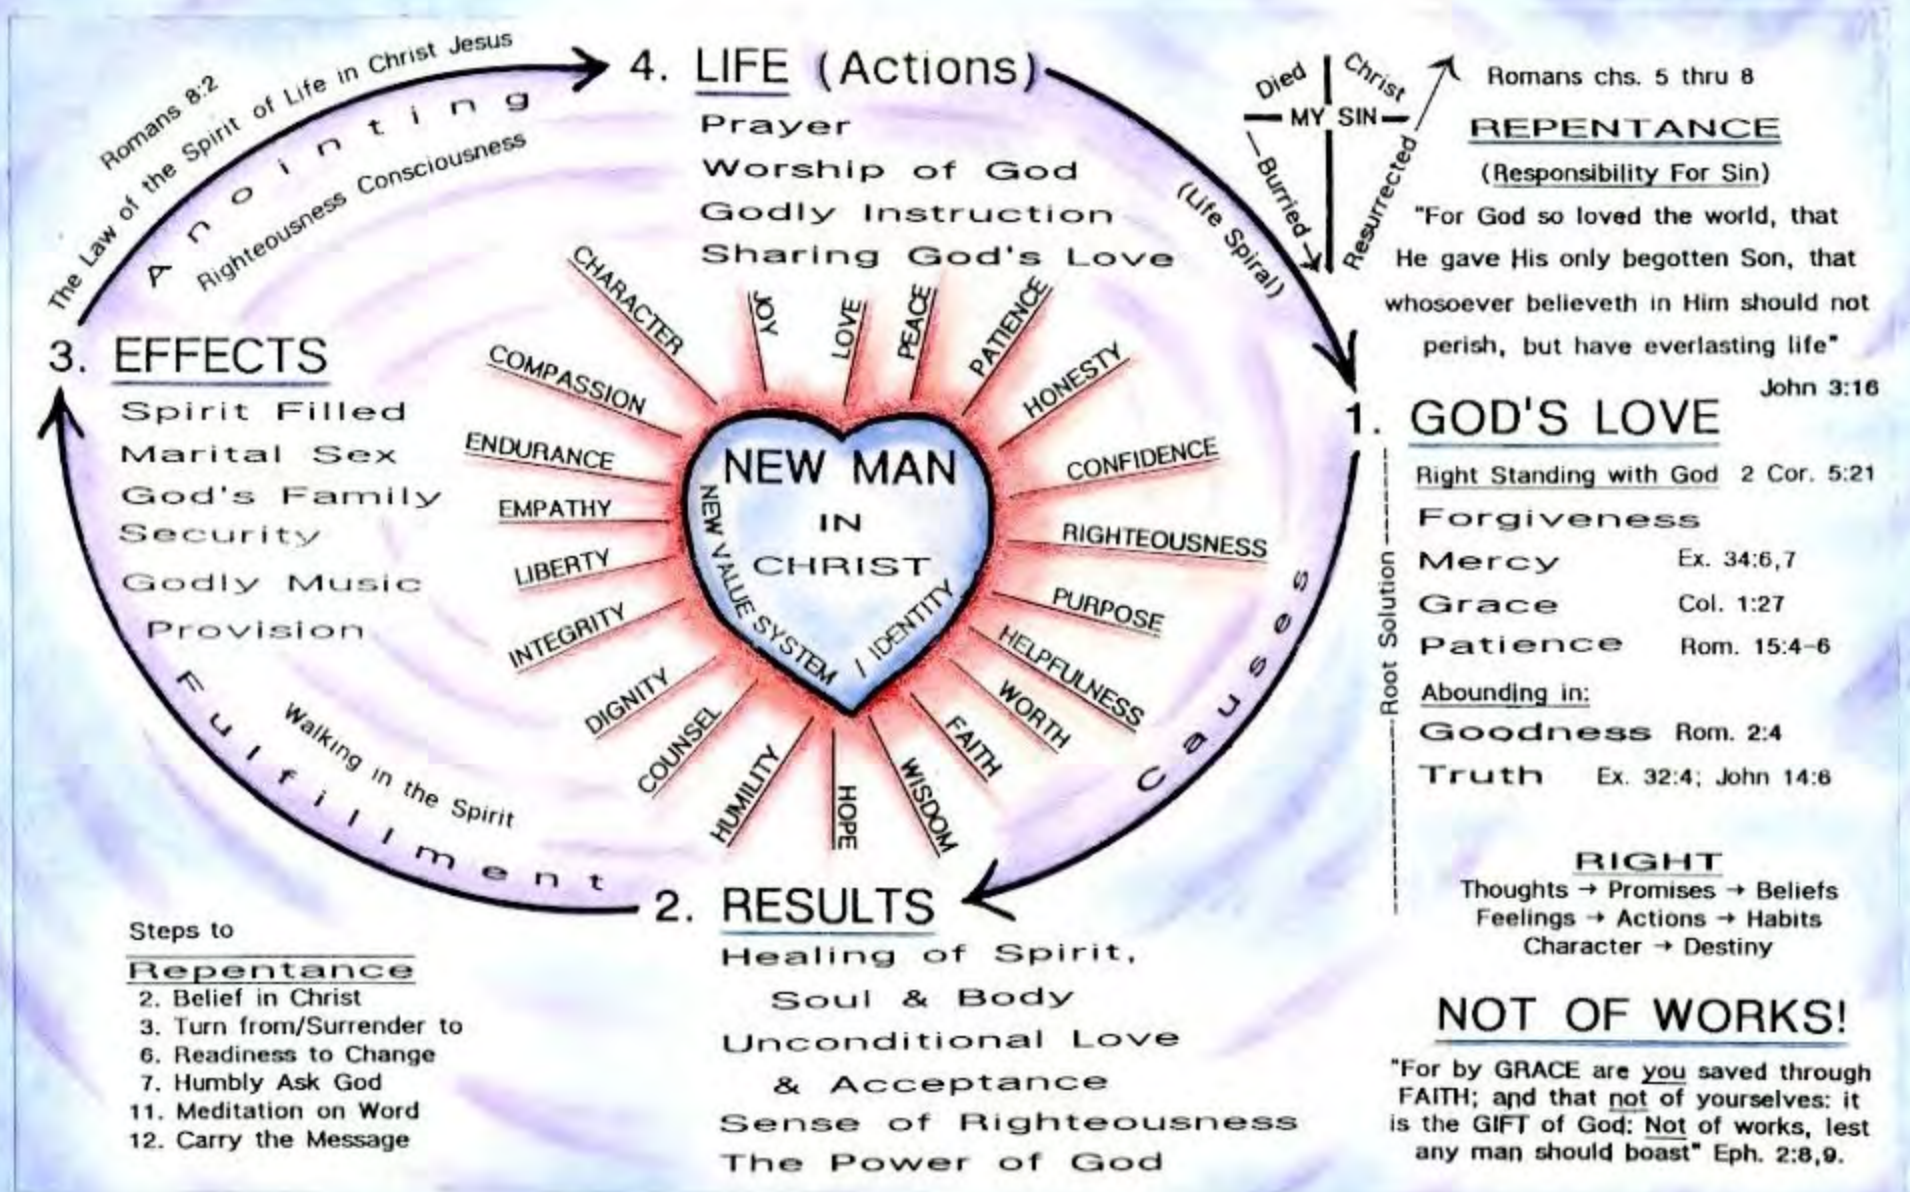 Romans 8:2
The Law of the Spirit of Life in Christ Jesus
Anointing
Righteousness Consciousness
4. LIFE (Actions)
Prayer
Worship of God
Godly Instruction
Sharing God's Love
(Life Spiral)
Died
Christ
MY SIN
Burried
Resurrected
Romans chs. 5 thru 8
REPENTANCE
(Responsibility For Sin)
"For God so loved the world, that
He gave His only begotten Son, that
whosoever believeth in Him should not
perish, but have everlasting life"
John 3:16
1. GOD'S LOVE
Right Standing with God 2 Cor. 5:21
Forgiveness
Mercy Ex. 34:6,7
Grace Col. 1:27
Patience Rom. 15:4-6
Abounding in:
Goodness Rom. 2:4
Truth Ex. 32:4; John 14:6
Root Solution
Causes
3. EFFECTS
Spirit Filled
Marital Sex
God's Family
Security
Godly Music
Provision
CHARACTER
JOY
LOVE
PEACE
PATIENCE
HONESTY
CONFIDENCE
RIGHTEOUSNESS
PURPOSE
HELPFULNESS
WORTH
FAITH
WISDOM
HOPE
HUMILITY
COUNSEL
DIGNITY
INTEGRITY
LIBERTY
EMPATHY
ENDURANCE
COMPASSION
NEW MAN
IN
CHRIST
NEW VALUE SYSTEM / IDENTITY
Fulfillment
Walking in the Spirit
2. RESULTS
Healing of Spirit,
Soul & Body
Unconditional Love
& Acceptance
Sense of Righteousness
The Power of God
Steps to
Repentance
2. Belief in Christ
3. Turn from/Surrender to
6. Readiness to Change
7. Humbly Ask God
11. Meditation on Word
12. Carry the Message
RIGHT
Thoughts → Promises → Beliefs
Feelings → Actions → Habits
Character → Destiny
NOT OF WORKS!
"For by GRACE are you saved through
FAITH; and that not of yourselves: it
is the GIFT of God: Not of works, lest
any man should boast" Eph. 2:8,9.